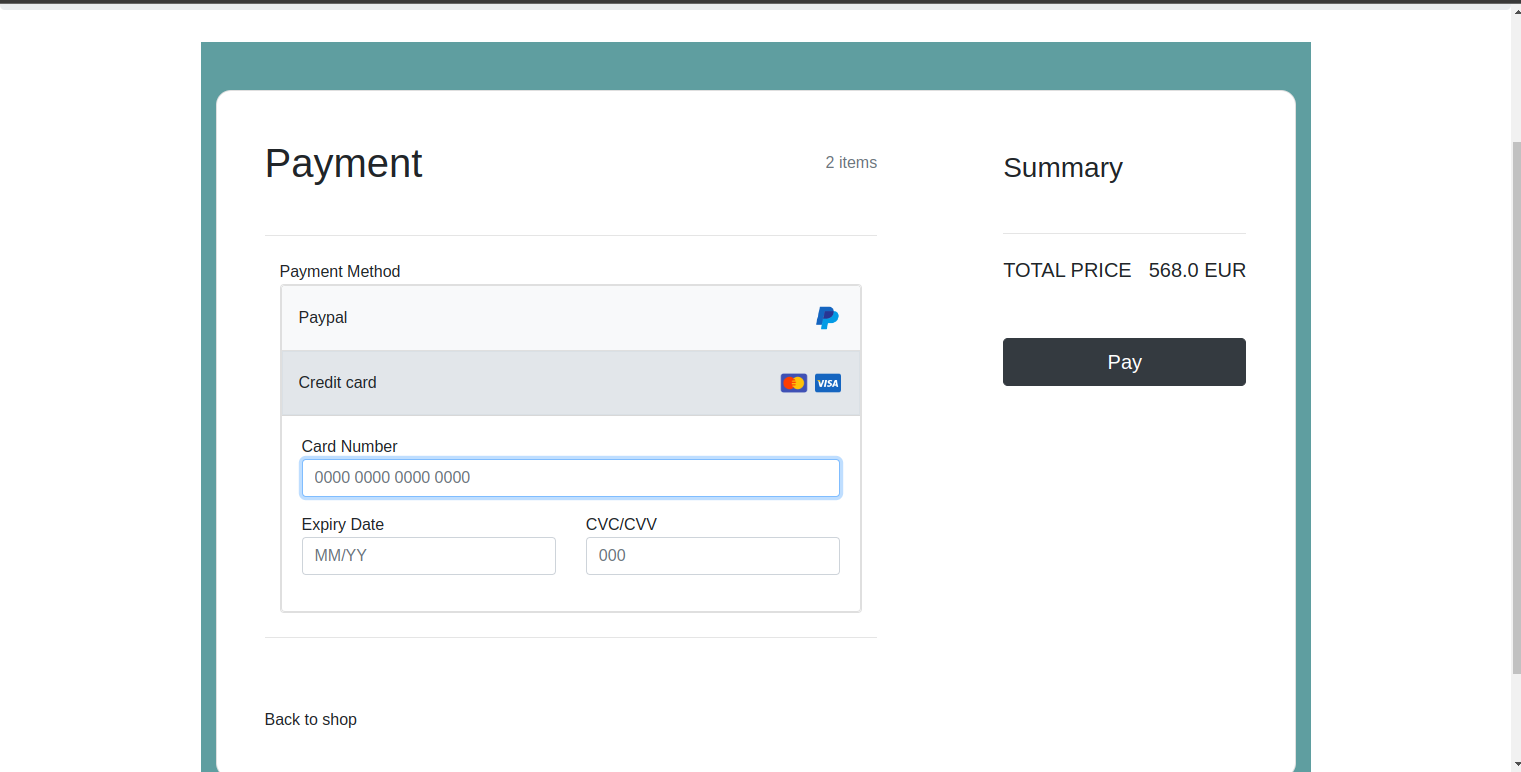 Payment
2 items
Summary
Payment Method
TOTAL PRICE 568.0 EUR
Paypal
Pay
Credit card
VISA
Card Number
0000 0000 0000 0000
Expiry Date
CVC/CVV
MM/YY
000
Back to shop